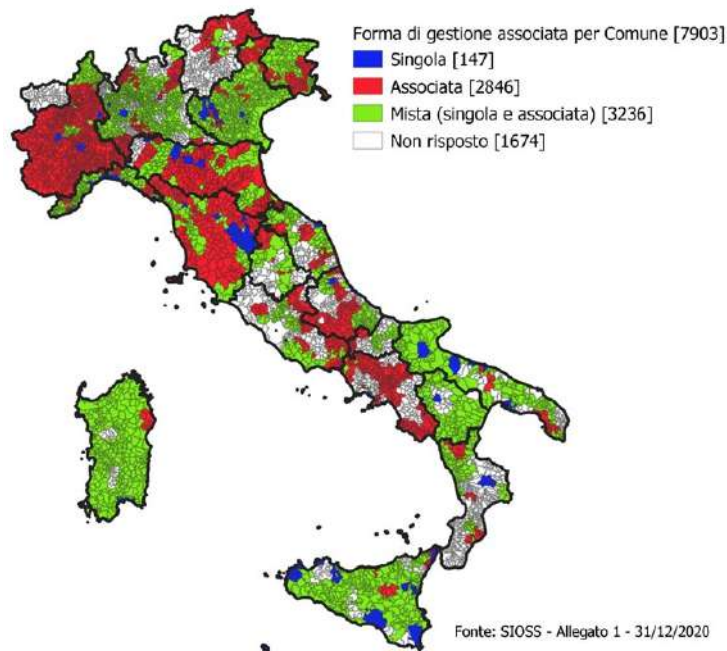 Forma di gestione associata per Comune [7903]
Singola [147]
Associata [2846]
Mista (singola e associata) [3236]
Non risposto [1674]
Fonte: SIOSS - Allegato 1 - 31/12/2020